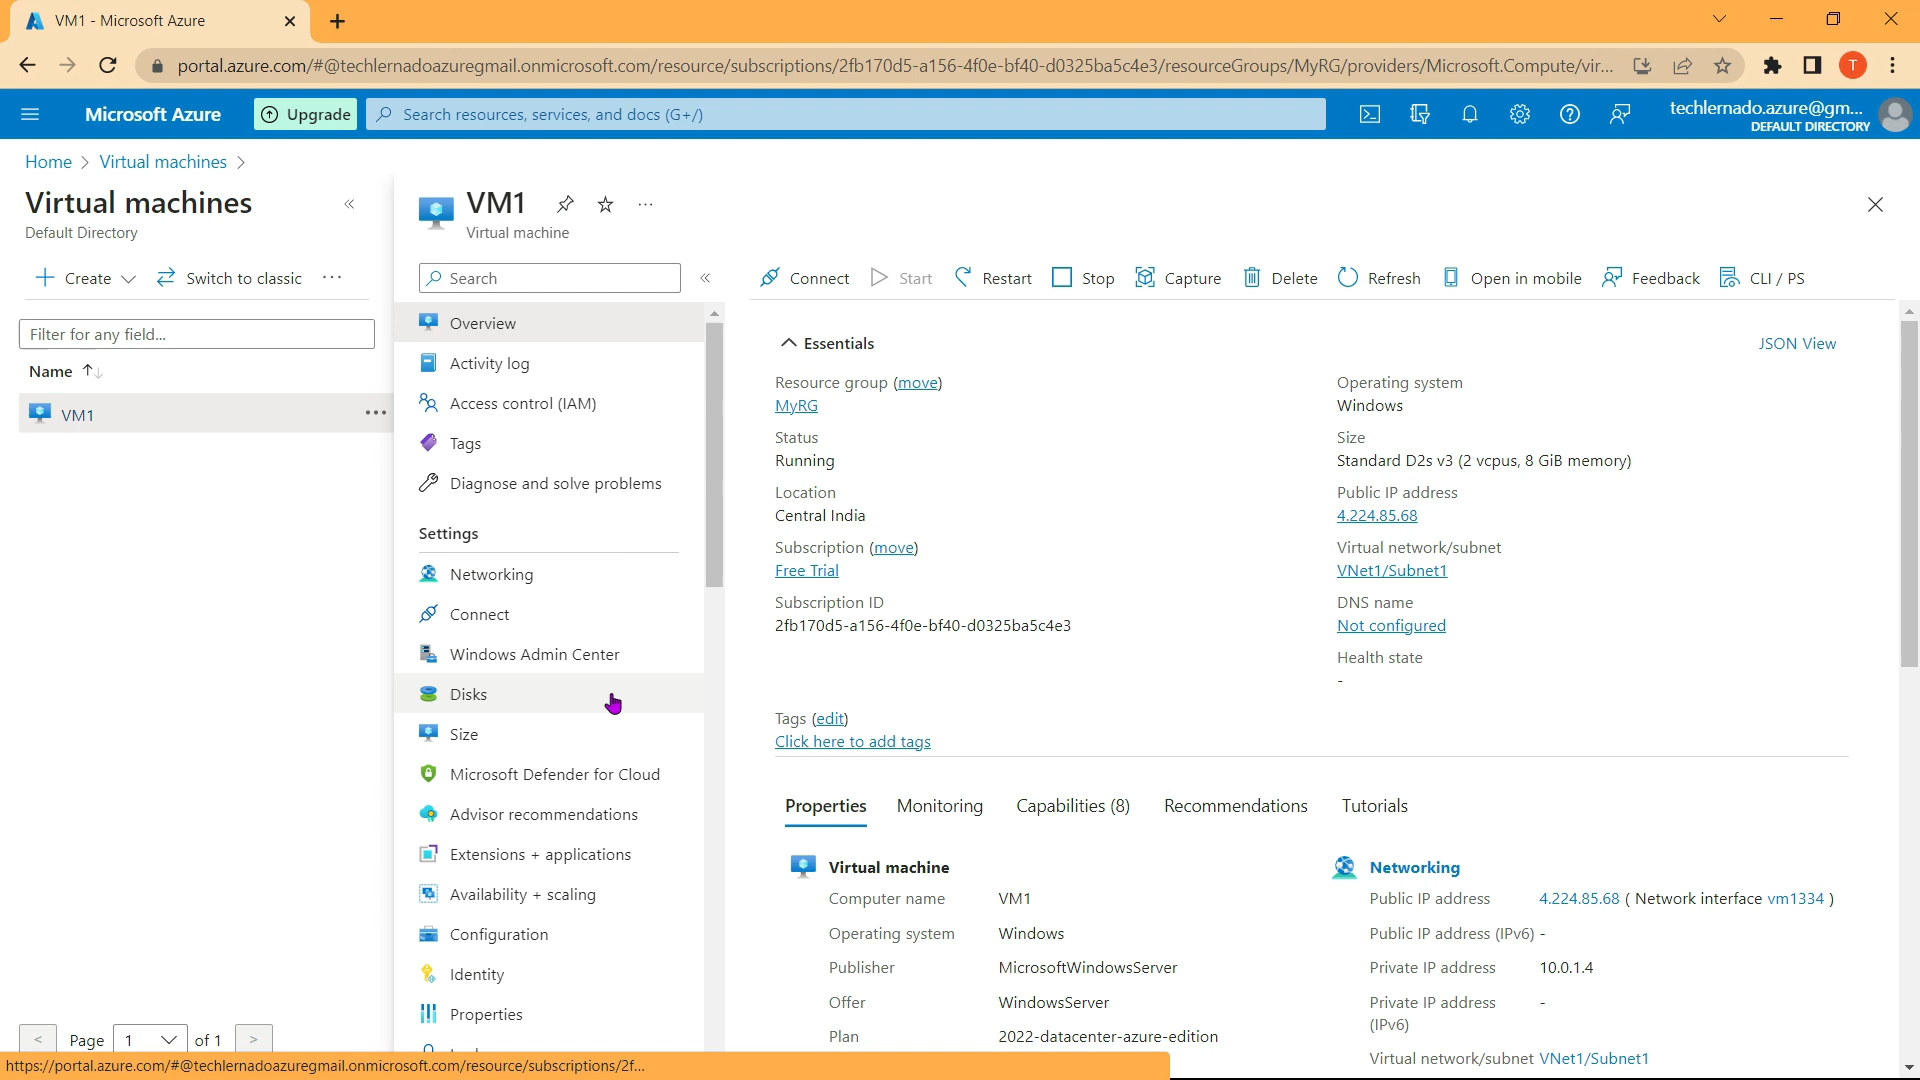 VM1 - Microsoft Azure
portal.azure.com/#@techlernadoazuregmail.onmicrosoft.com/resource/subscriptions/2fb170d5-a156-4f0e-bf40-d0325ba5c4e3/resourceGroups/MyRG/providers/Microsoft.Compute/vir...
T
Microsoft Azure
Upgrade
Search resources, services, and docs (G+/)
techlernado.azure@gm...
DEFAULT DIRECTORY
Home > Virtual machines >
Virtual machines
Default Directory
Create
Switch to classic
Filter for any field...
Name
VM1
< Page 1 of 1 >
VM1
Virtual machine
Search
Overview
Activity log
Access control (IAM)
Tags
Diagnose and solve problems
Settings
Networking
Connect
Windows Admin Center
Disks
Size
Microsoft Defender for Cloud
Advisor recommendations
Extensions + applications
Availability + scaling
Configuration
Identity
Properties
Connect
Start
Restart
Stop
Capture
Delete
Refresh
Open in mobile
Feedback
CLI / PS
Essentials
JSON View
Resource group (move)
MyRG
Status
Running
Location
Central India
Subscription (move)
Free Trial
Subscription ID
2fb170d5-a156-4f0e-bf40-d0325ba5c4e3
Operating system
Windows
Size
Standard D2s v3 (2 vcpus, 8 GiB memory)
Public IP address
4.224.85.68
Virtual network/subnet
VNet1/Subnet1
DNS name
Not configured
Health state
-
Tags (edit)
Click here to add tags
Properties
Monitoring
Capabilities (8)
Recommendations
Tutorials
Virtual machine
Computer name VM1
Operating system Windows
Publisher MicrosoftWindowsServer
Offer WindowsServer
Plan 2022-datacenter-azure-edition
Networking
Public IP address 4.224.85.68 ( Network interface vm1334 )
Public IP address (IPv6) -
Private IP address 10.0.1.4
Private IP address -
(IPv6)
Virtual network/subnet VNet1/Subnet1
https://portal.azure.com/#@techlernadoazuregmail.onmicrosoft.com/resource/subscriptions/2f...